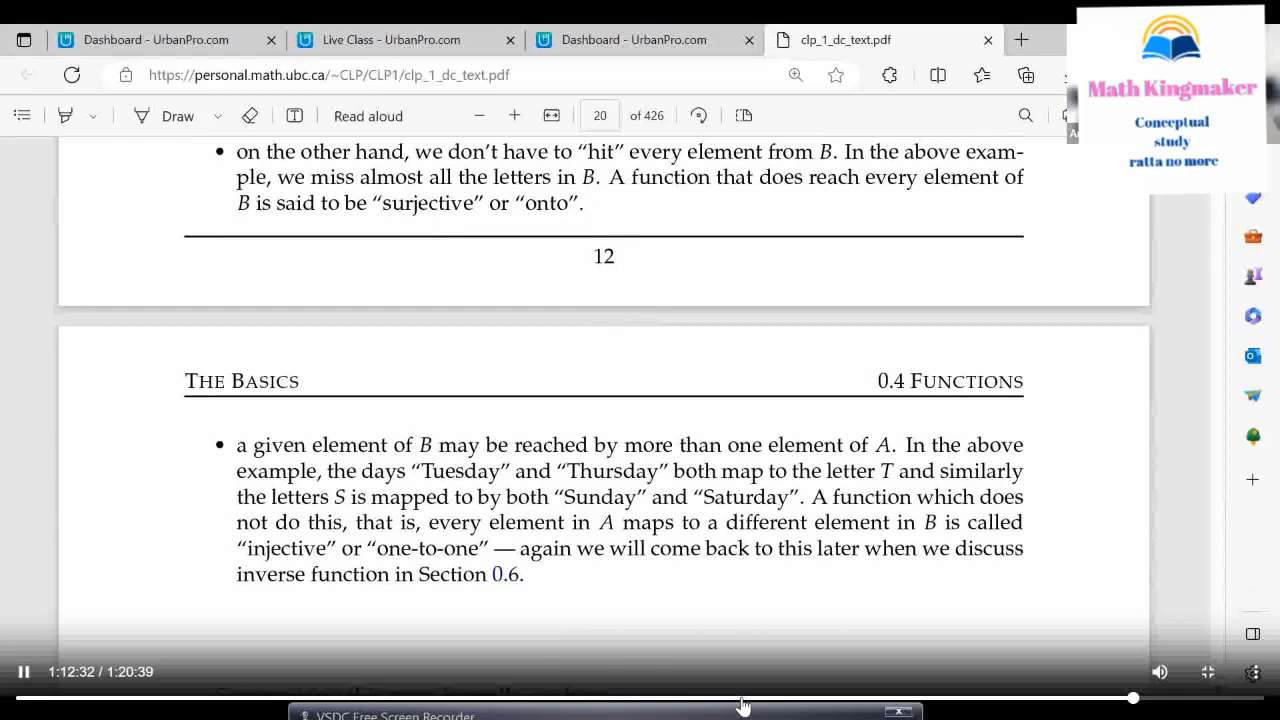 Dashboard - UrbanPro.com
Live Class - UrbanPro.com
Dashboard - UrbanPro.com
clp_1_dc_text.pdf
https://personal.math.ubc.ca/~CLP/CLP1/clp_1_dc_text.pdf
Draw
Read aloud
20
of 426
Math Kingmaker
Conceptual
study
ratta no more
• on the other hand, we don't have to “hit” every element from B. In the above exam-
ple, we miss almost all the letters in B. A function that does reach every element of
B is said to be “surjective” or “onto”.
12
THE BASICS
0.4 FUNCTIONS
• a given element of B may be reached by more than one element of A. In the above
example, the days “Tuesday” and “Thursday” both map to the letter T and similarly
the letters S is mapped to by both “Sunday” and “Saturday”. A function which does
not do this, that is, every element in A maps to a different element in B is called
“injective” or “one-to-one” — again we will come back to this later when we discuss
inverse function in Section 0.6.
1:12:32 / 1:20:39
VSDC Free Screen Recorder